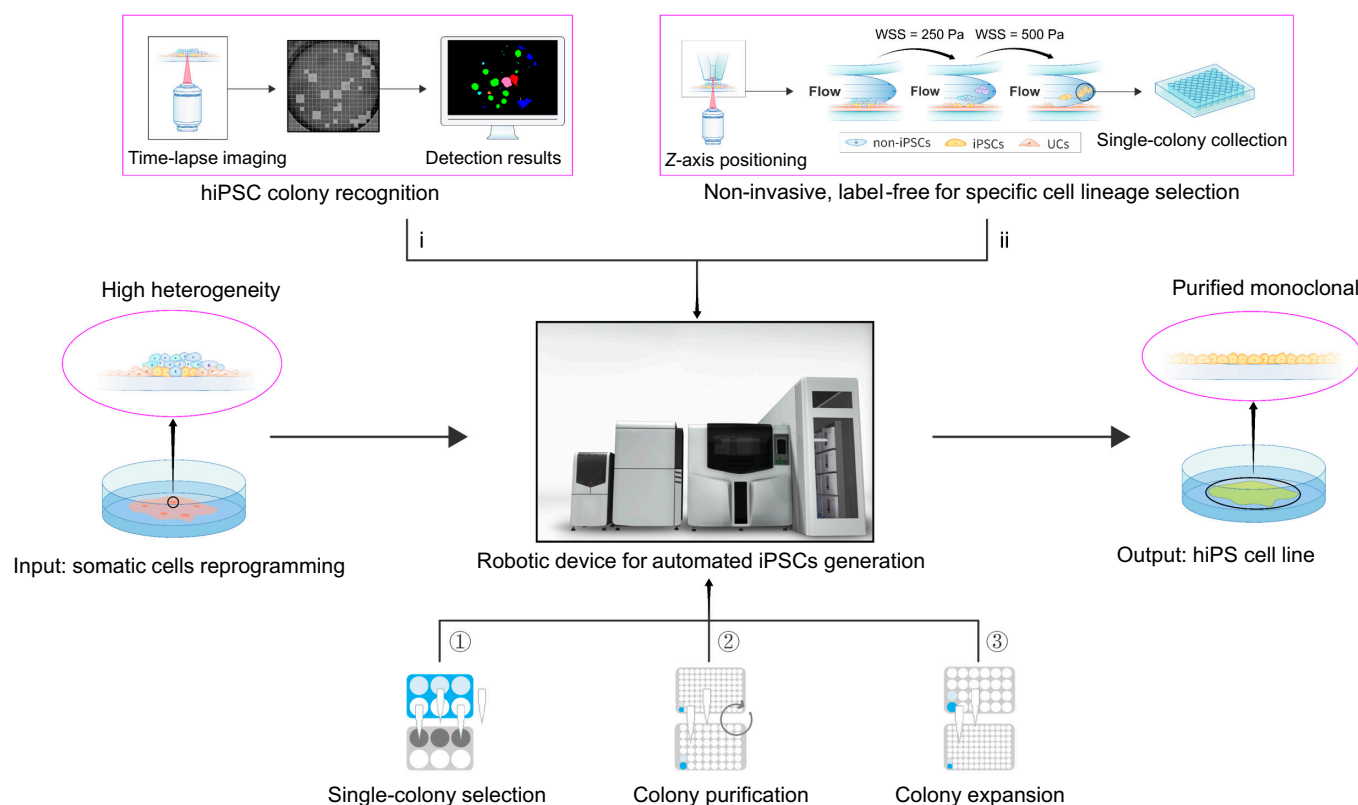 WSS = 250 Pa
WSS = 500 Pa
Flow
Flow
Flow
non-iPSCs
iPSCs
UCs
Time-lapse imaging
Detection results
Z-axis positioning
Single-colony collection
hiPSC colony recognition
Non-invasive, label-free for specific cell lineage selection
i
ii
High heterogeneity
Purified monoclonal
Input: somatic cells reprogramming
Robotic device for automated iPSCs generation
Output: hiPS cell line
①
②
③
Single-colony selection
Colony purification
Colony expansion